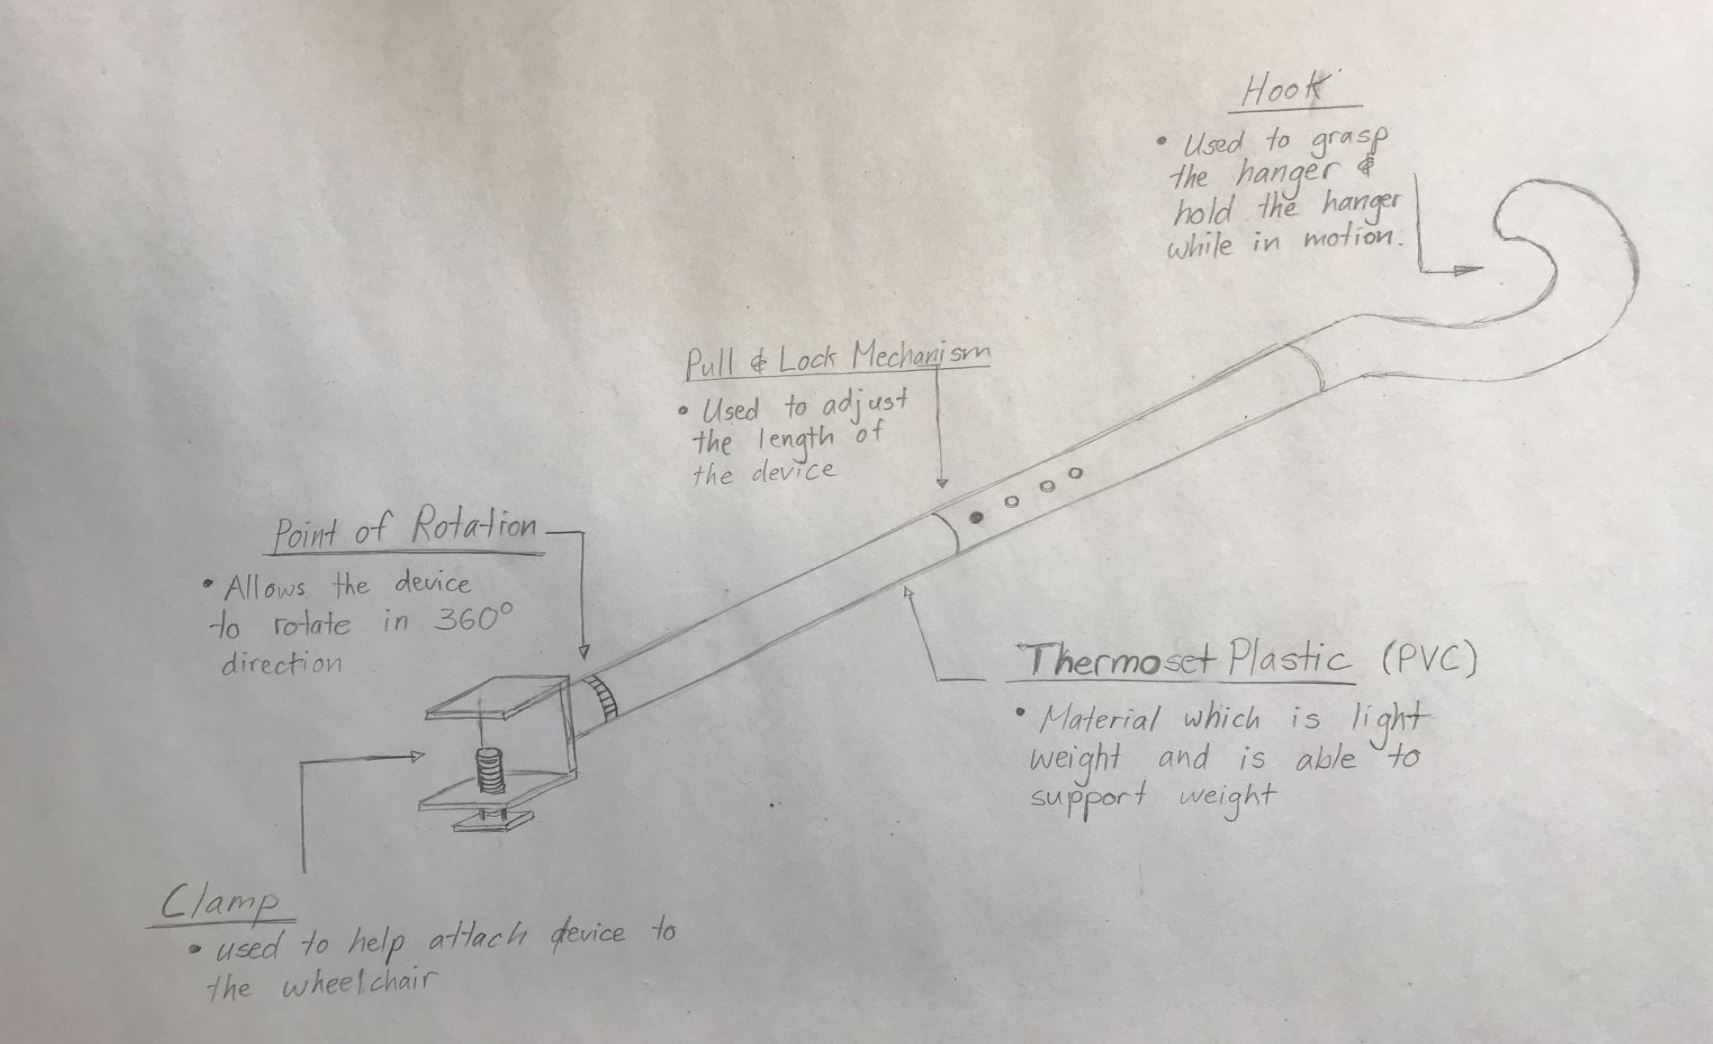 Hook
• Used to grasp
the hanger &
hold the hanger
while in motion.
Pull & Lock Mechanism
• Used to adjust
the length of
the device
Point of Rotation
• Allows the device
to rotate in 360°
direction
Thermoset Plastic (PVC)
• Material which is light
weight and is able to
support weight
Clamp
• used to help attach device to
the wheelchair